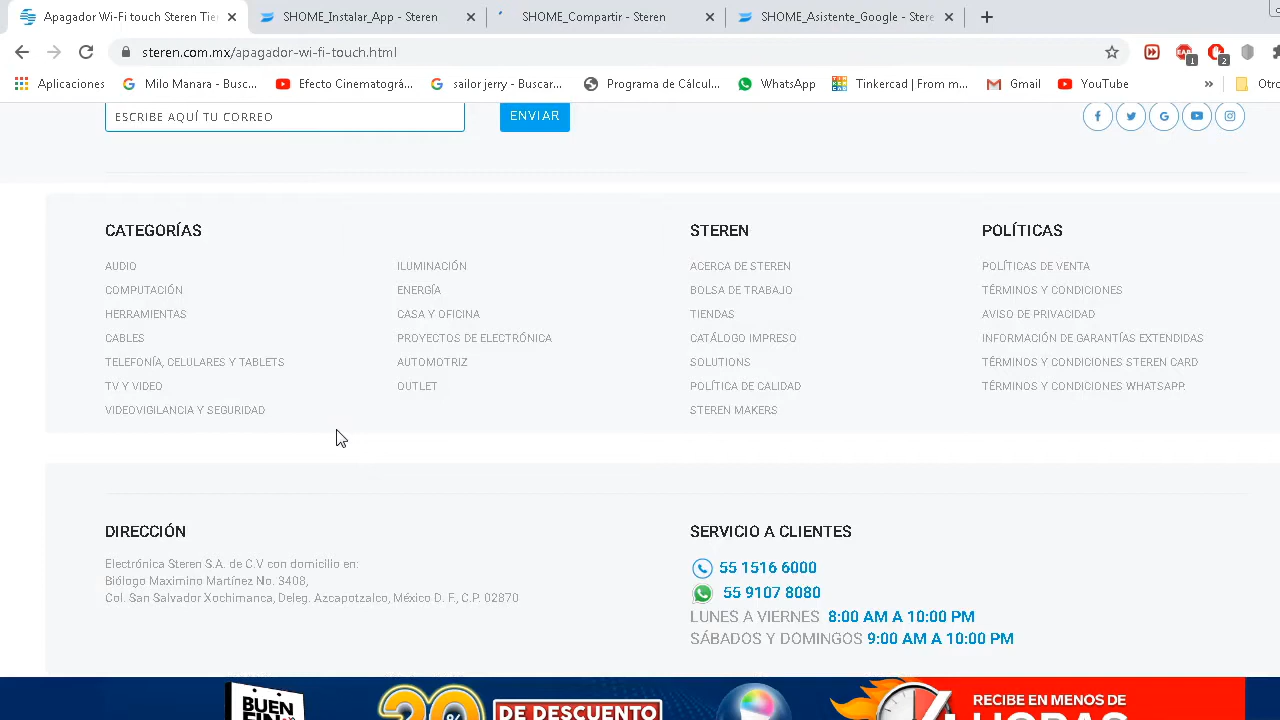 Apagador Wi-Fi touch Steren Tie
SHOME_Instalar_App - Steren
SHOME_Compartir - Steren
SHOME_Asistente_Google - Stere
steren.com.mx/apagador-wi-fi-touch.html
1
2
Aplicaciones
Milo Manara - Busc...
Efecto Cinematográ...
sailor jerry - Buscar...
Programa de Cálcul...
WhatsApp
Tinkercad | From m...
Gmail
YouTube
»
Otro
ESCRIBE AQUÍ TU CORREO
ENVIAR
CATEGORÍAS
AUDIO
COMPUTACIÓN
HERRAMIENTAS
CABLES
TELEFONÍA, CELULARES Y TABLETS
TV Y VIDEO
VIDEOVIGILANCIA Y SEGURIDAD
ILUMINACIÓN
ENERGÍA
CASA Y OFICINA
PROYECTOS DE ELECTRÓNICA
AUTOMOTRIZ
OUTLET
STEREN
ACERCA DE STEREN
BOLSA DE TRABAJO
TIENDAS
CATÁLOGO IMPRESO
SOLUTIONS
POLÍTICA DE CALIDAD
STEREN MAKERS
POLÍTICAS
POLÍTICAS DE VENTA
TÉRMINOS Y CONDICIONES
AVISO DE PRIVACIDAD
INFORMACIÓN DE GARANTÍAS EXTENDIDAS
TÉRMINOS Y CONDICIONES STEREN CARD
TÉRMINOS Y CONDICIONES WHATSAPP.
DIRECCIÓN
Electrónica Steren S.A. de C.V con domicilio en:
Biólogo Maximino Martínez No. 3408,
Col. San Salvador Xochimanca, Deleg. Azcapotzalco, México D. F., C.P. 02870
SERVICIO A CLIENTES
55 1516 6000
55 9107 8080
LUNES A VIERNES 8:00 AM A 10:00 PM
SÁBADOS Y DOMINGOS 9:00 AM A 10:00 PM
BUEN
FIN
20%
DE DESCUENTO
RECIBE EN MENOS DE
4 HORAS